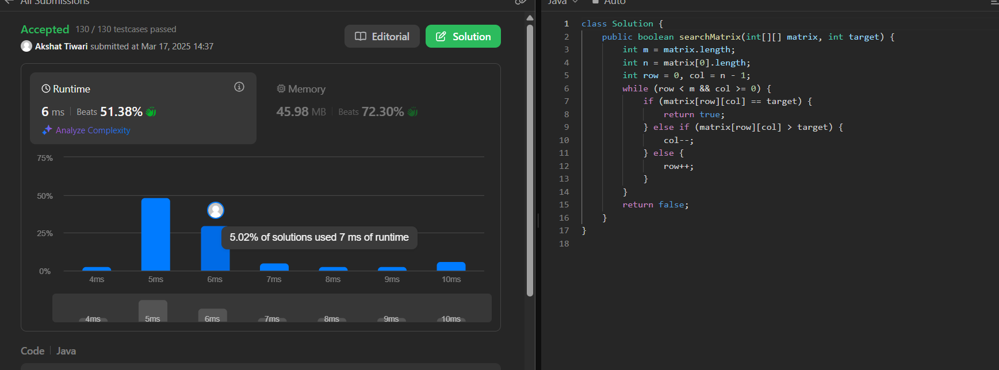 All Submissions
Accepted 130 / 130 testcases passed
Akshat Tiwari submitted at Mar 17, 2025 14:37
Editorial
Solution
Runtime
6 ms Beats 51.38%
Analyze Complexity
Memory
45.98 MB Beats 72.30%
75%
50%
25%
0%
5.02% of solutions used 7 ms of runtime
4ms 5ms 6ms 7ms 8ms 9ms 10ms
4ms 5ms 6ms 7ms 8ms 9ms 10ms
Code Java
Java Auto
1 class Solution {
2 public boolean searchMatrix(int[][] matrix, int target) {
3 int m = matrix.length;
4 int n = matrix[0].length;
5 int row = 0, col = n - 1;
6 while (row < m && col >= 0) {
7 if (matrix[row][col] == target) {
8 return true;
9 } else if (matrix[row][col] > target) {
10 col--;
11 } else {
12 row++;
13 }
14 }
15 return false;
16 }
17 }
18